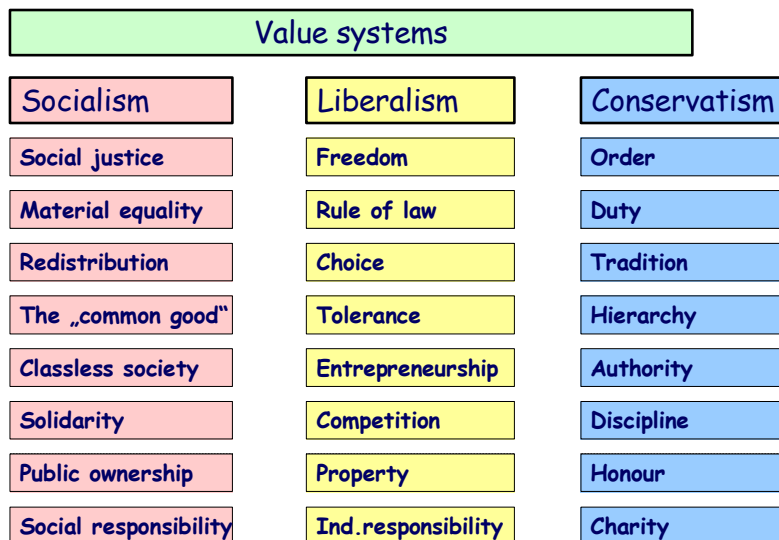 Value systems
Socialism
Liberalism
Conservatism
Social justice
Freedom
Order
Material equality
Rule of law
Duty
Redistribution
Choice
Tradition
The „common good“
Tolerance
Hierarchy
Classless society
Entrepreneurship
Authority
Solidarity
Competition
Discipline
Public ownership
Property
Honour
Social responsibility
Ind.responsibility
Charity